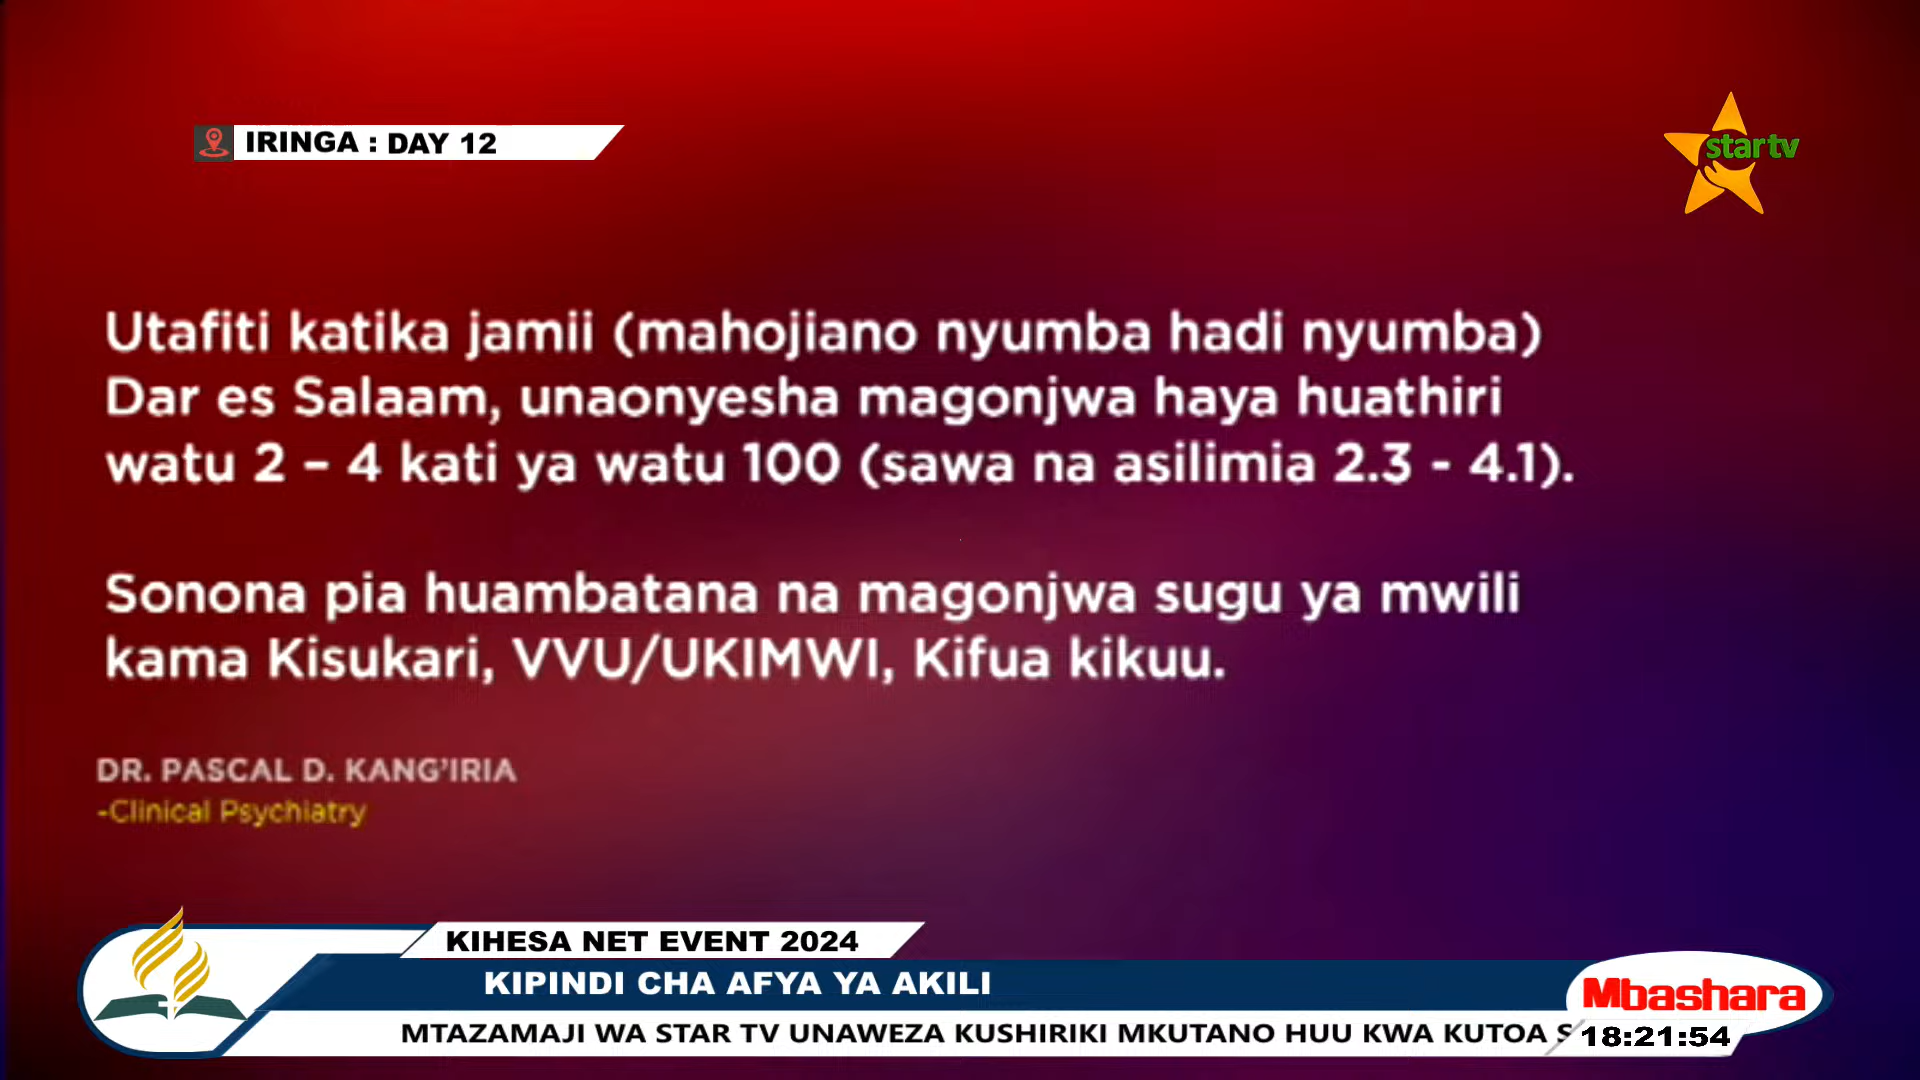 IRINGA : DAY 12
startv
Utafiti katika jamii (mahojiano nyumba hadi nyumba)
Dar es Salaam, unaonyesha magonjwa haya huathiri
watu 2 – 4 kati ya watu 100 (sawa na asilimia 2.3 - 4.1).
Sonona pia huambatana na magonjwa sugu ya mwili
kama Kisukari, VVU/UKIMWI, Kifua kikuu.
DR. PASCAL D. KANG'IRIA
-Clinical Psychiatry
KIHESA NET EVENT 2024
KIPINDI CHA AFYA YA AKILI
Mbashara
MTAZAMAJI WA STAR TV UNAWEZA KUSHIRIKI MKUTANO HUU KWA KUTOA
18:21:54